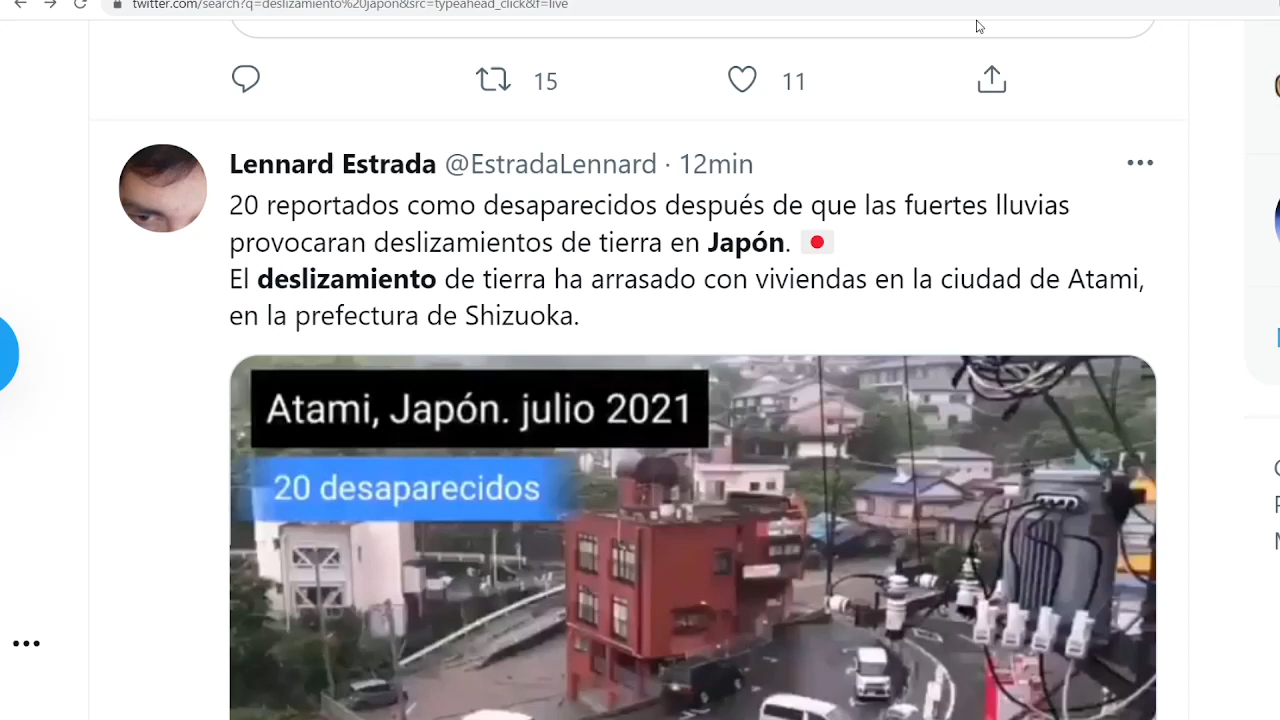 twitter.com/search?q=deslizamiento%20japon&src=typeahead_click&f=live
15
11
Lennard Estrada @EstradaLennard · 12min
20 reportados como desaparecidos después de que las fuertes lluvias
provocaran deslizamientos de tierra en Japón.
El deslizamiento de tierra ha arrasado con viviendas en la ciudad de Atami,
en la prefectura de Shizuoka.
Atami, Japón. julio 2021
20 desaparecidos